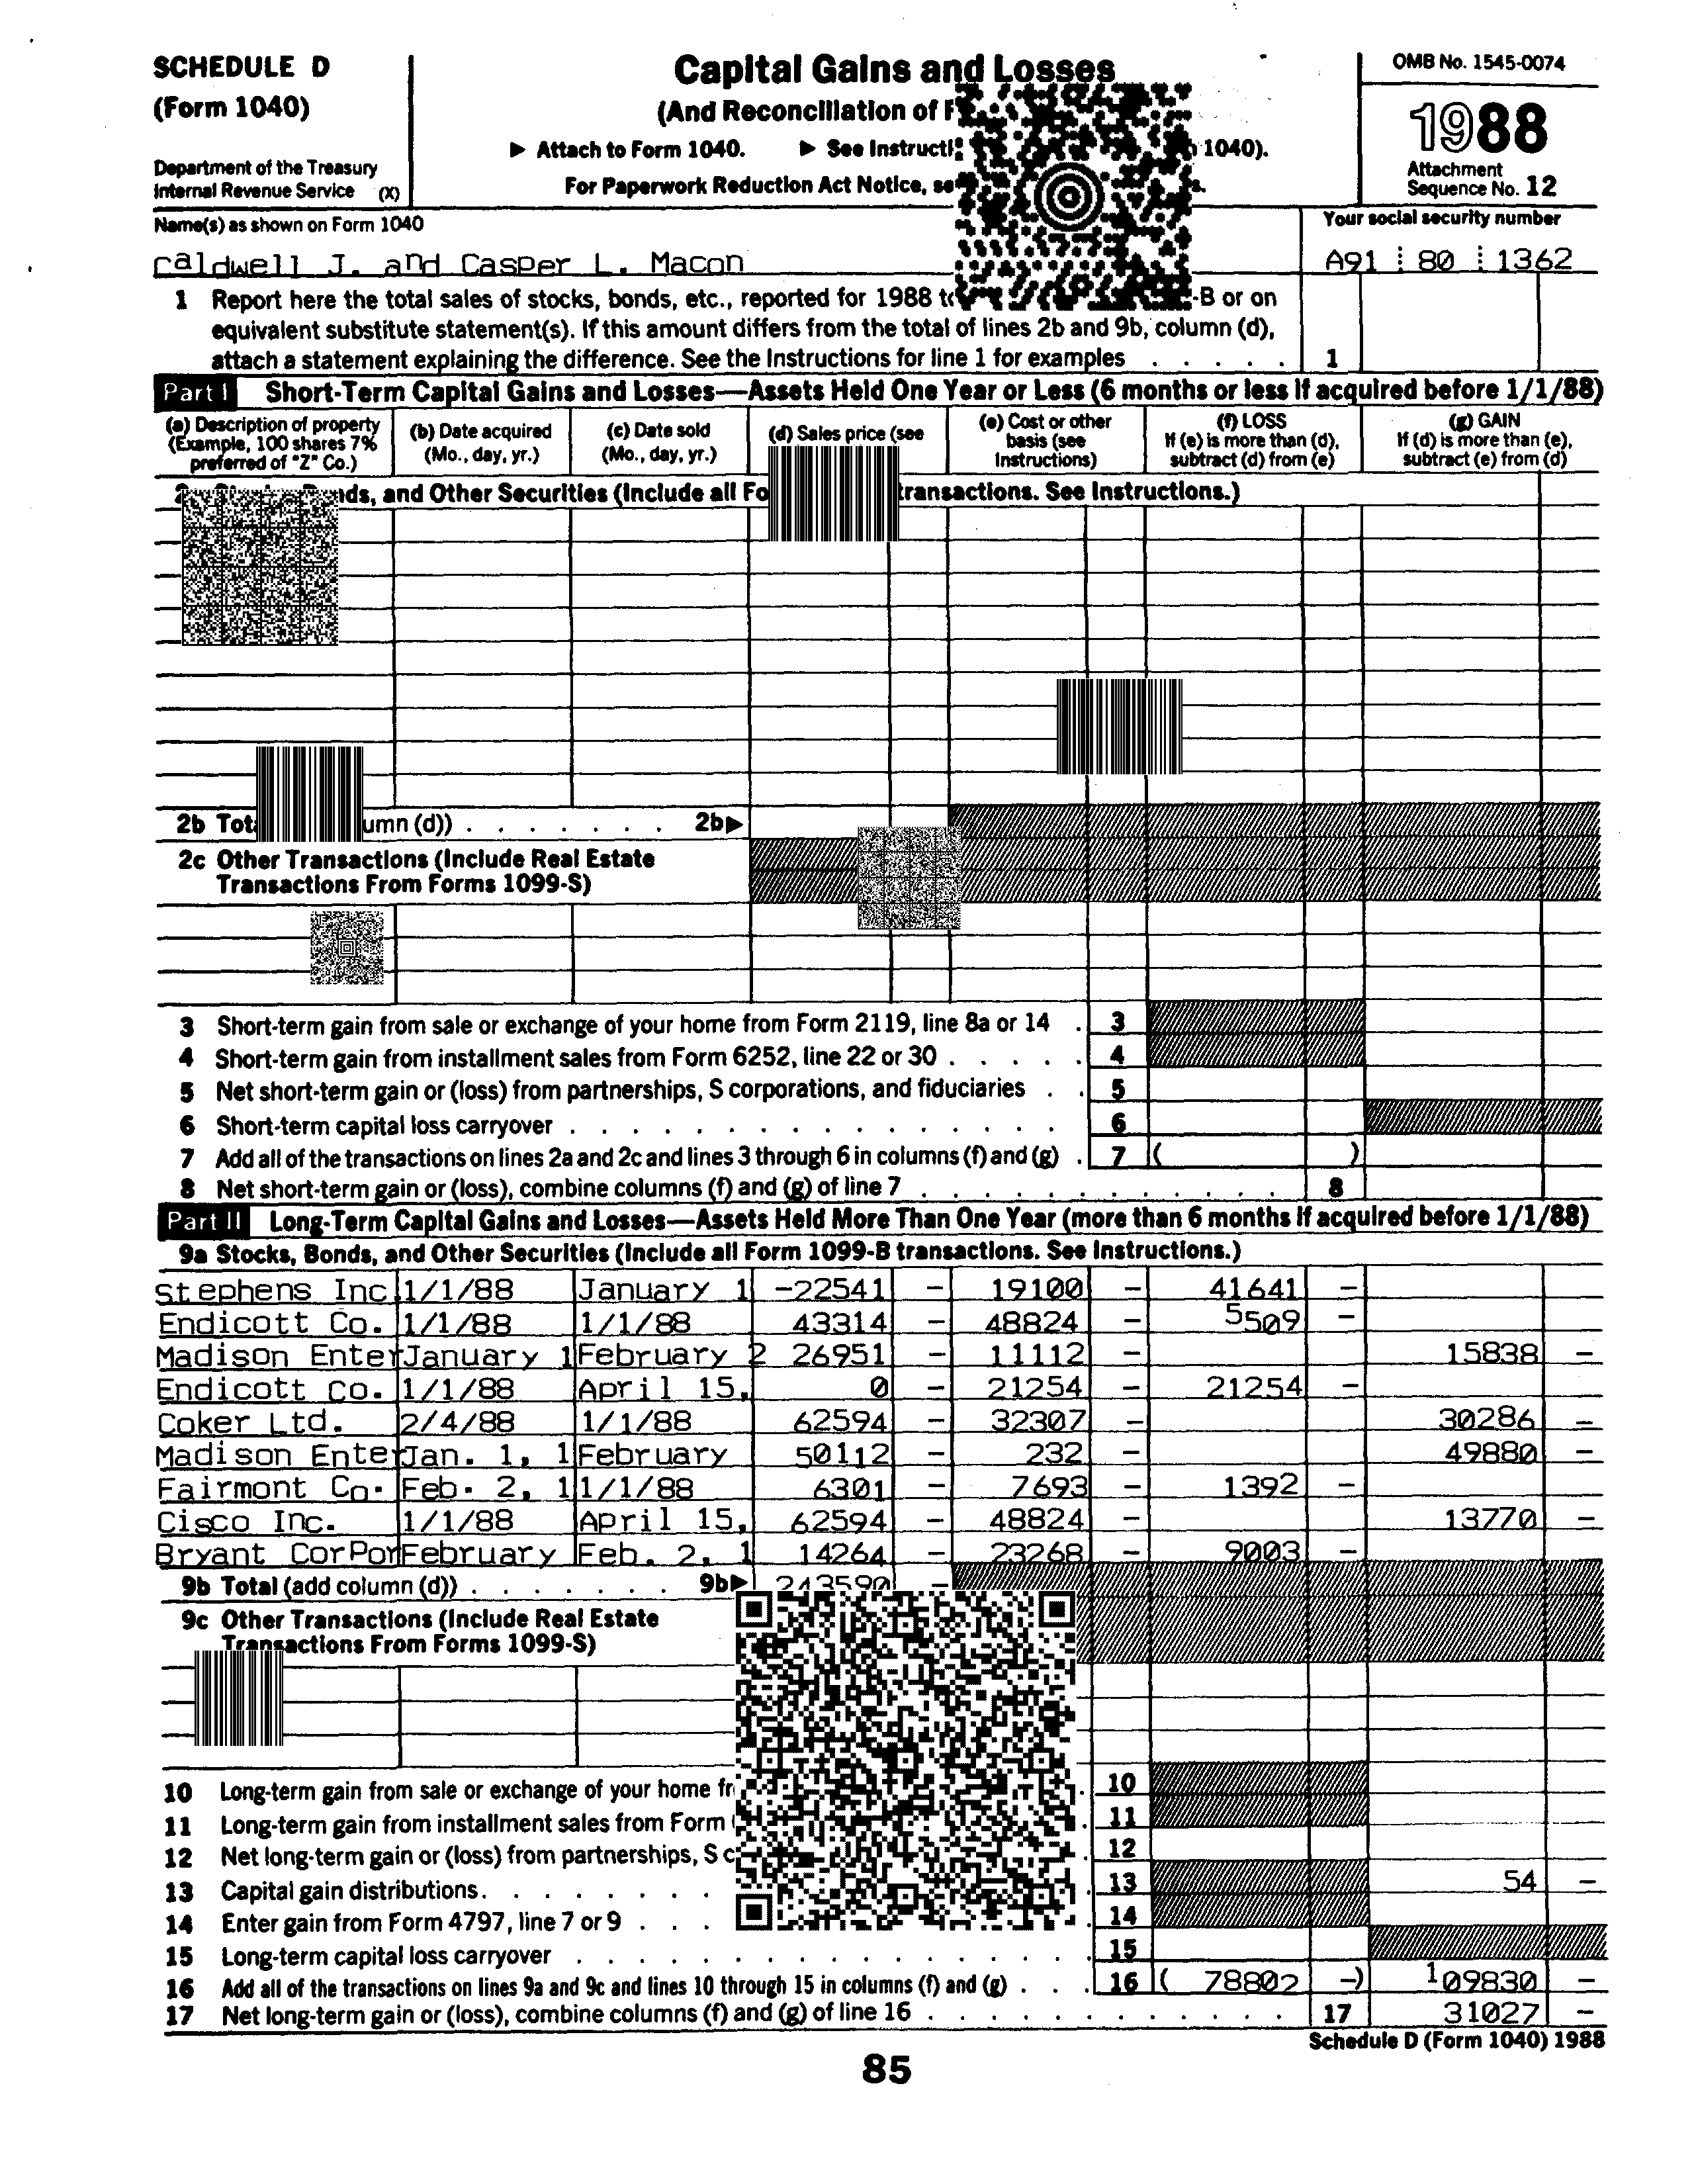 SCHEDULE D
(Form 1040)
Department of the Treasury
Internal Revenue Service (X)
Capital Gains and Losses
(And Reconciliation of
▶ Attach to Form 1040. ▶ See 1040).
For Paperwork Reduction Act Notice,
OMB No. 1545-0074
1988
Attachment
Sequence No. 12
Name(s) as shown on Form 1040
Your social security number
caldwell J. and Casper L. Macon
A91 80 1362
1 Report here the total sales of stocks, bonds, etc., reported for 1988 -B or on
equivalent substitute statement(s). If this amount differs from the total of lines 2b and 9b, column (d),
attach a statement explaining the difference. See the Instructions for line 1 for examples . . . . . 1
Part I Short-Term Capital Gains and Losses—Assets Held One Year or Less (6 months or less if acquired before 1/1/88)
(a) Description of property (Example, 100 shares 7% preferred of "Z" Co.)
(b) Date acquired (Mo., day, yr.)
(c) Date sold (Mo., day, yr.)
(d) Sales price (see
(e) Cost or other basis (see Instructions)
(f) LOSS If (e) is more than (d), subtract (d) from (e)
(g) GAIN If (d) is more than (e), subtract (e) from (d)
and Other Securities (Include all transactions. See Instructions.)
2b (d)) . . . . . . . 2b▶
2c Other Transactions (Include Real Estate
Transactions From Forms 1099-S)
3 Short-term gain from sale or exchange of your home from Form 2119, line 8a or 14 . 3
4 Short-term gain from installment sales from Form 6252, line 22 or 30 . . . . . 4
5 Net short-term gain or (loss) from partnerships, S corporations, and fiduciaries . . 5
6 Short-term capital loss carryover . . . . . . . . . . . . . . . . 6
7 Add all of the transactions on lines 2a and 2c and lines 3 through 6 in columns (f) and (g) . 7 ( )
8 Net short-term gain or (loss), combine columns (f) and (g) of line 7 . . . . . . . . . . . . 8
Part II Long-Term Capital Gains and Losses—Assets Held More Than One Year (more than 6 months if acquired before 1/1/88)
9a Stocks, Bonds, and Other Securities (Include all Form 1099-B transactions. See Instructions.)
Stephens Inc 1/1/88 January 1 -22541 – 19100 – 41641 –
Endicott Co. 1/1/88 1/1/88 43314 – 48824 – 5509 –
Madison Enter January 1 February 2 26951 – 11112 – 15838 –
Endicott Co. 1/1/88 April 15, 0 – 21254 – 21254 –
Coker Ltd. 2/4/88 1/1/88 62594 – 32307 – 30286 –
Madison Enter Jan. 1, 1 February 50112 – 232 – 49880 –
Fairmont Co. Feb. 2, 1 1/1/88 6301 – 7693 – 1392 –
Cisco Inc. 1/1/88 April 15, 62594 – 48824 – 13770 –
Bryant CorPor February Feb. 2, 1 14264 – 23268 – 9003 –
9b Total (add column (d)) . . . . . . . 9b▶ 243590 –
9c Other Transactions (Include Real Estate
Transactions From Forms 1099-S)
10 Long-term gain from sale or exchange of your home 10
11 Long-term gain from installment sales from Form 11
12 Net long-term gain or (loss) from partnerships, S 12
13 Capital gain distributions. . . . . . . . 13 54 –
14 Enter gain from Form 4797, line 7 or 9 . . . 14
15 Long-term capital loss carryover . . . . . . . . . . . . . . . . 15
16 Add all of the transactions on lines 9a and 9c and lines 10 through 15 in columns (f) and (g) . . . 16 ( 78802 –) 109830 –
17 Net long-term gain or (loss), combine columns (f) and (g) of line 16 . . . . . . . . . . . . 17 31027 –
Schedule D (Form 1040) 1988
85